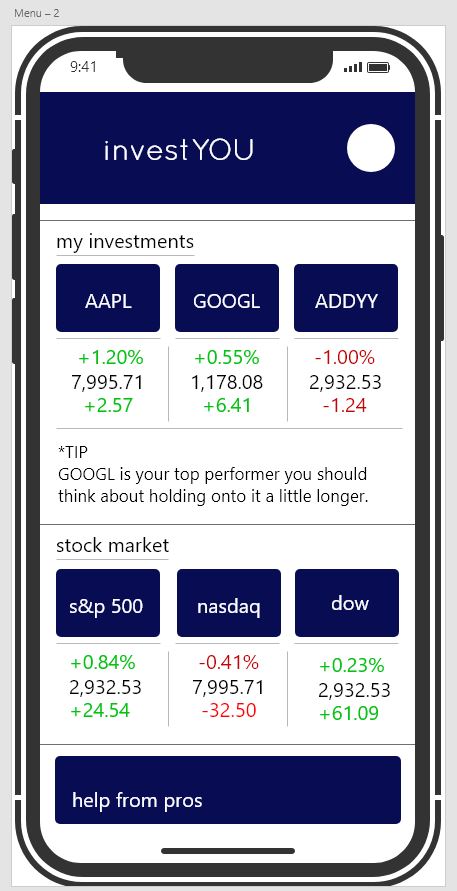 Menu – 2
9:41
investYOU
my investments
AAPL GOOGL ADDYY
+1.20% +0.55% -1.00%
7,995.71 1,178.08 2,932.53
+2.57 +6.41 -1.24
*TIP
GOOGL is your top performer you should
think about holding onto it a little longer.
stock market
s&p 500 nasdaq dow
+0.84% -0.41% +0.23%
2,932.53 7,995.71 2,932.53
+24.54 -32.50 +61.09
help from pros